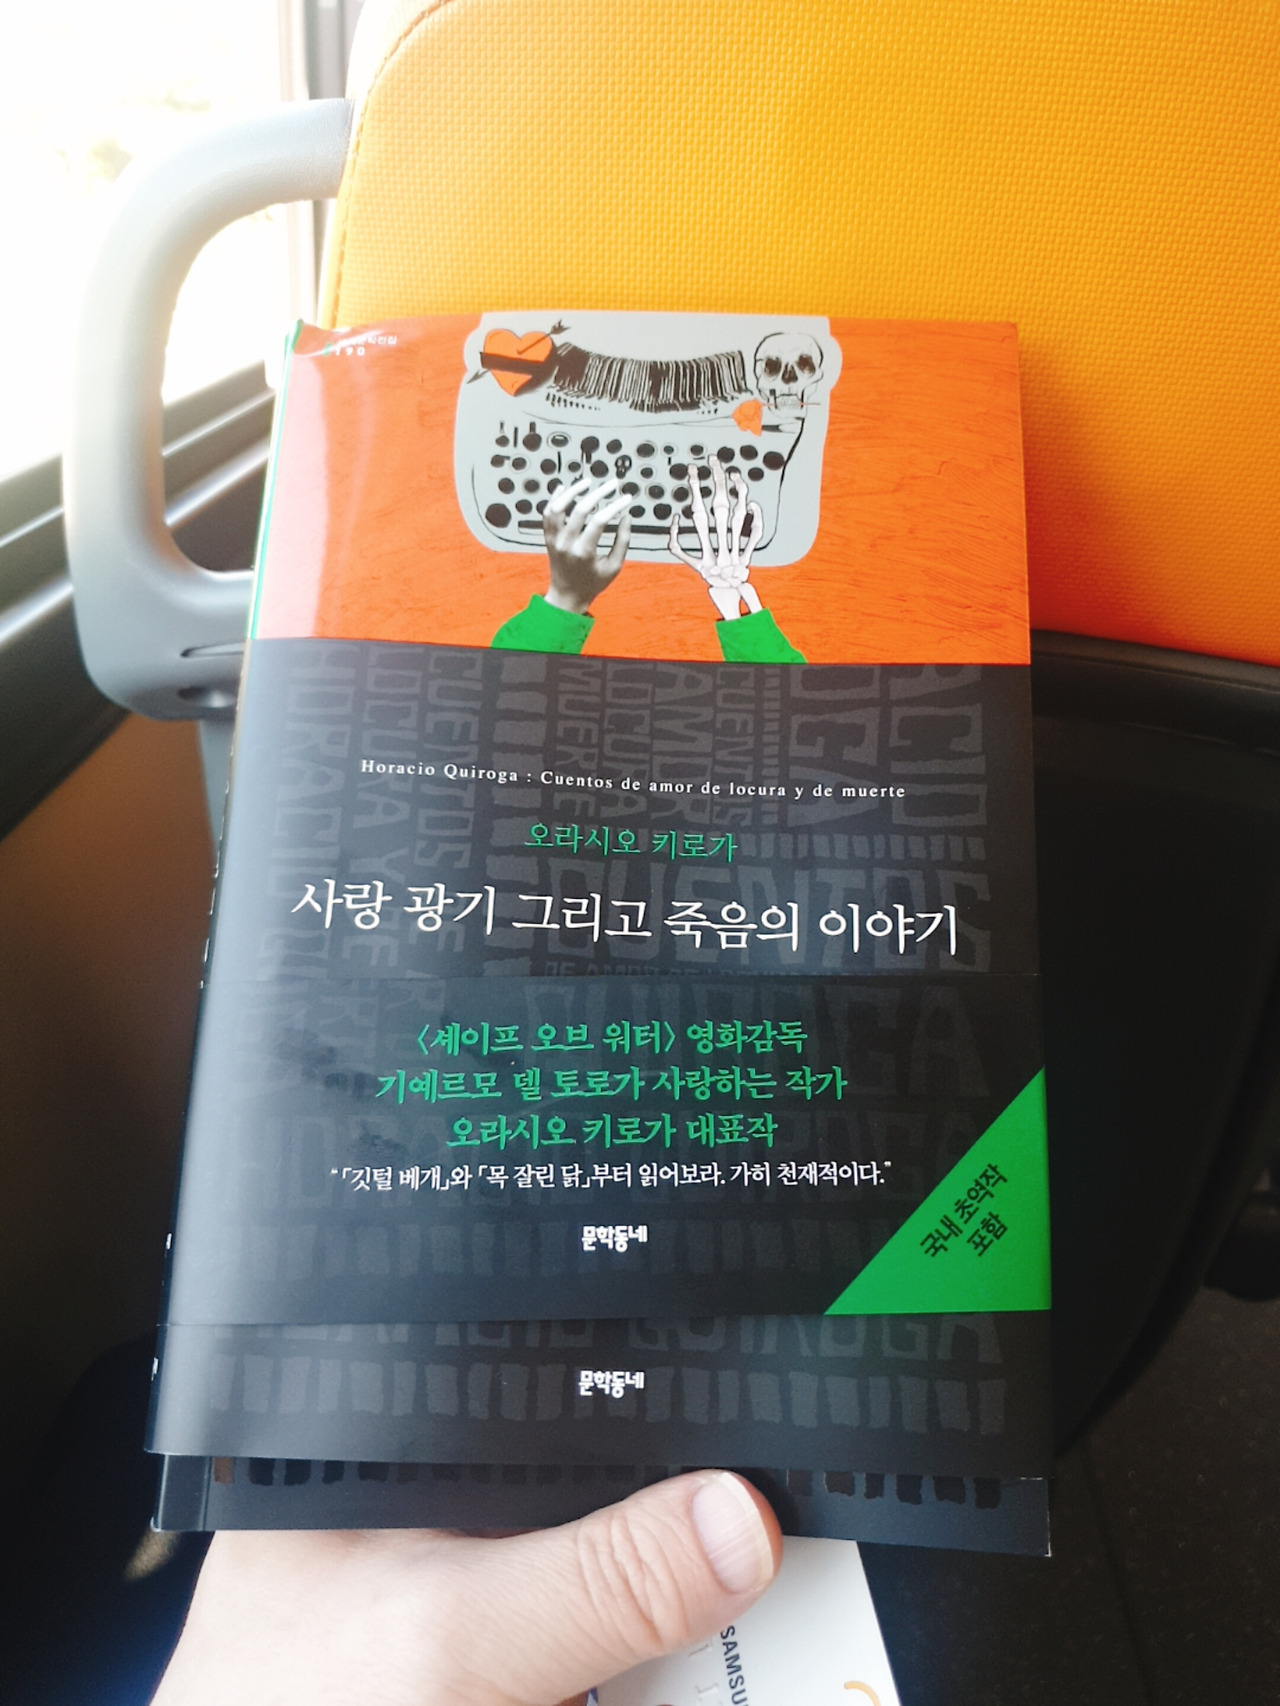 190
Horacio Quiroga : Cuentos de amor de locura y de muerte
오라시오 키로가
사랑 광기 그리고 죽음의 이야기
〈셰이프 오브 워터〉 영화감독
기예르모 델 토로가 사랑하는 작가
오라시오 키로가 대표작
“「깃털 베개」와 「목 잘린 닭」부터 읽어보라. 가히 천재적이다.”
국내 초역작
포함
문학동네
문학동네